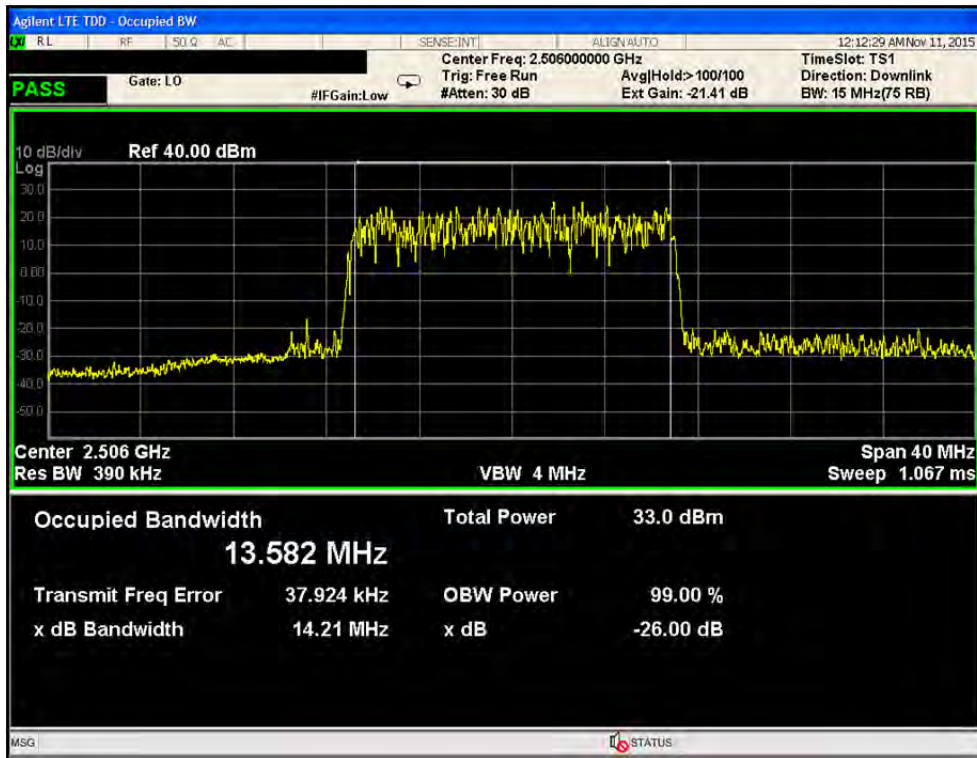 Agilent LTE TDD - Occupied BW
RL RF 50 Ω AC SENSE:INT ALIGN AUTO 12:12:29 AM Nov 11, 2015
Center Freq: 2.506000000 GHz TimeSlot: TS1
PASS Gate: LO Trig: Free Run Avg|Hold:>100/100 Direction: Downlink
#IFGain:Low #Atten: 30 dB Ext Gain: -21.41 dB BW: 15 MHz(75 RB)
10 dB/div Ref 40.00 dBm
Log
30.0
20.0
10.0
0.00
-10.0
-20.0
-30.0
-40.0
-50.0
Center 2.506 GHz Span 40 MHz
Res BW 390 kHz VBW 4 MHz Sweep 1.067 ms
Occupied Bandwidth Total Power 33.0 dBm
13.582 MHz
Transmit Freq Error 37.924 kHz OBW Power 99.00 %
x dB Bandwidth 14.21 MHz x dB -26.00 dB
MSG STATUS